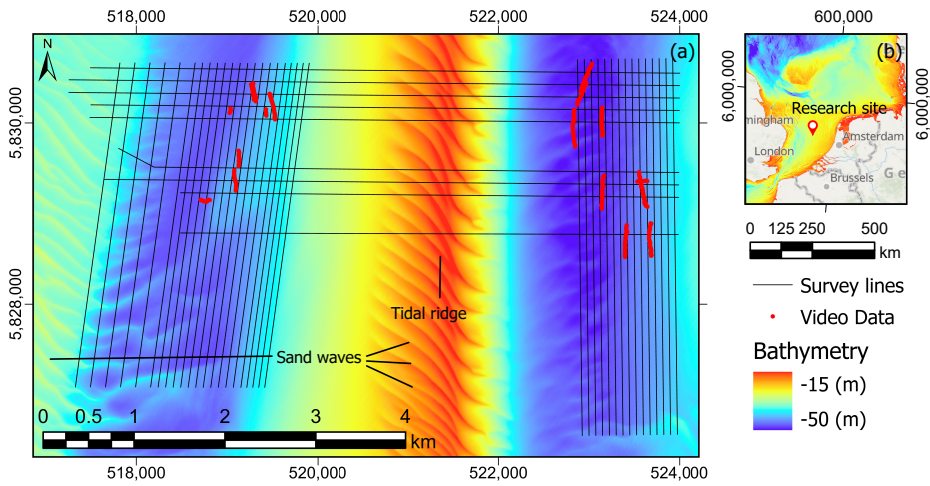 518,000
520,000
522,000
524,000
600,000
N
(a)
(b)
5,830,000
5,828,000
6,000,000
6,000,000
Research site
mingham
London
Amsterdam
Brussels
Ge
Tidal ridge
Sand waves
0 0.5 1 2 3 4
km
518,000
520,000
522,000
524,000
0 125 250 500
km
Survey lines
Video Data
Bathymetry
-15 (m)
-50 (m)